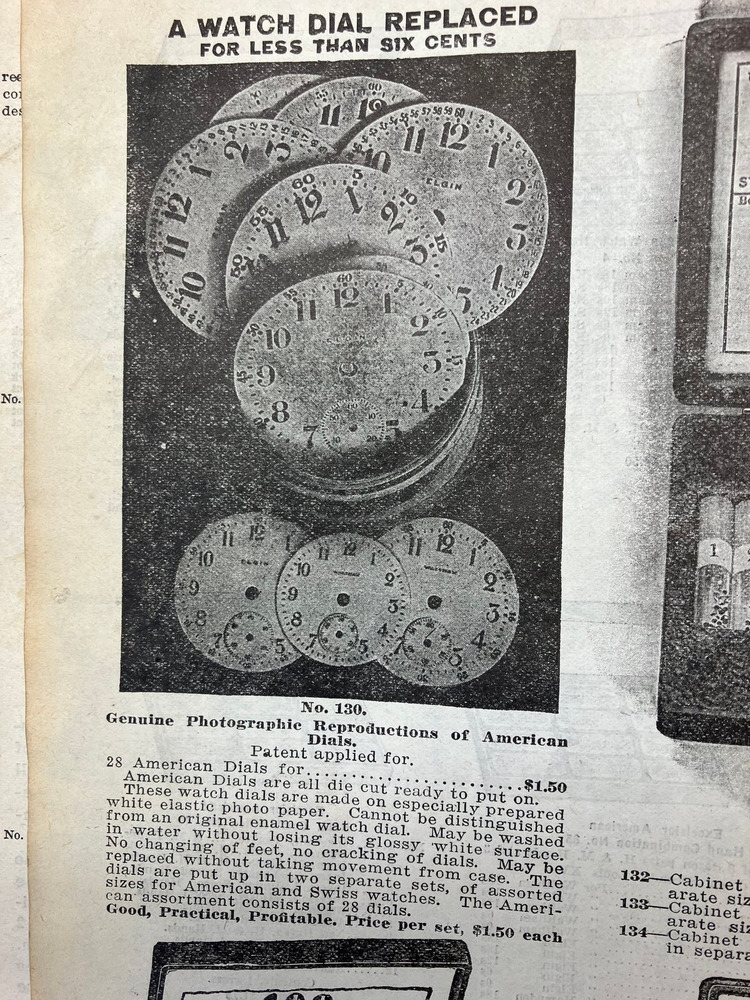 A WATCH DIAL REPLACED
FOR LESS THAN SIX CENTS
ELGIN
ELGIN
No. 130.
Genuine Photographic Reproductions of American
Dials.
Patent applied for.
28 American Dials for........................$1.50
American Dials are all die cut ready to put on.
These watch dials are made on especially prepared
white elastic photo paper. Cannot be distinguished
from an original enamel watch dial. May be washed
in water without losing its glossy white surface.
No changing of feet, no cracking of dials. May be
replaced without taking movement from case. The
dials are put up in two separate sets, of assorted
sizes for American and Swiss watches. The Ameri-
can assortment consists of 28 dials.
Good, Practical, Profitable. Price per set, $1.50 each
No.
No.
132—Cabinet
arate siz
133—Cabinet
arate siz
134—Cabinet
in separa